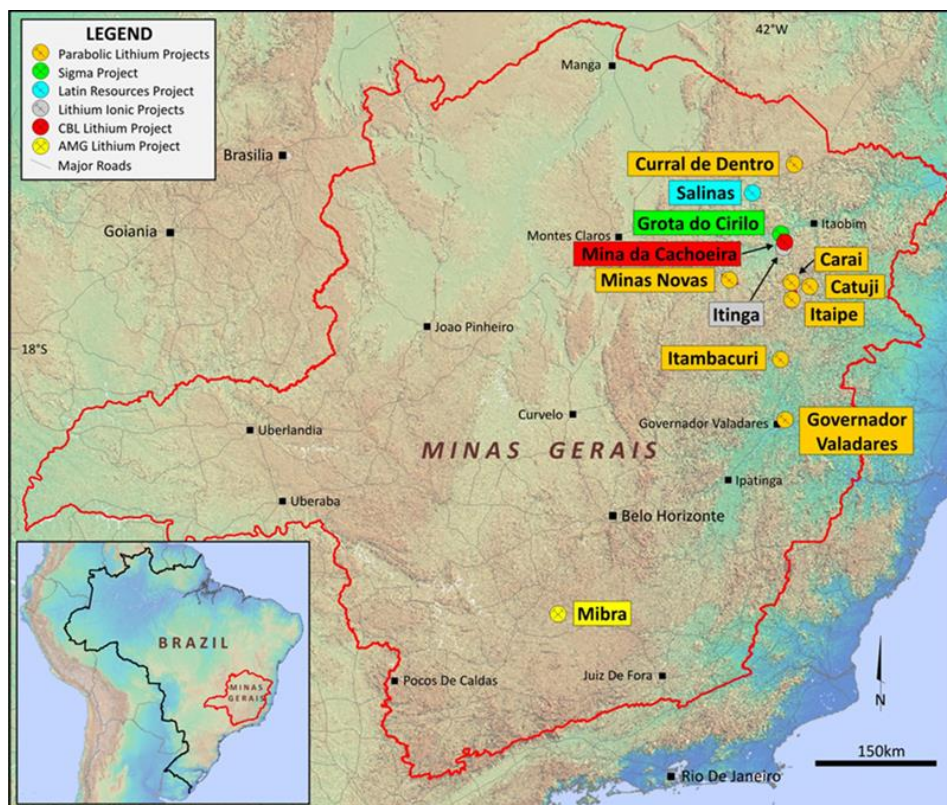 LEGEND
Parabolic Lithium Projects
Sigma Project
Latin Resources Project
Lithium Ionic Projects
CBL Lithium Project
AMG Lithium Project
Major Roads
42°W
Manga
Brasilia
Curral de Dentro
Salinas
Goiania
Grota do Cirilo
Itaobim
Montes Claros
Mina da Cachoeira
Carai
Minas Novas
Catuji
Itinga
Itaipe
Joao Pinheiro
18°S
Itambacuri
Curvelo
Governador Valadares
Governador
Valadares
Uberlandia
MINAS GERAIS
Ipatinga
Uberaba
Belo Horizonte
Mibra
BRAZIL
MINAS
GERAIS
Pocos De Caldas
Juiz De Fora
N
150km
Rio De Janeiro